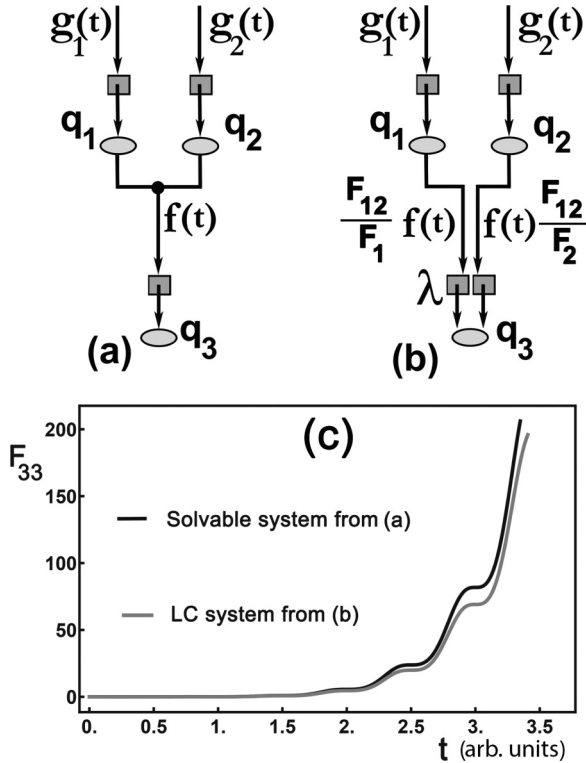 g₁(t) g₂(t) g₁(t) g₂(t)
q₁ q₂ q₁ q₂
f(t) F₁₂/F₁ f(t) f(t) F₁₂/F₂
λ
(a) q₃ (b) q₃
(c)
F₃₃
200
150
100
50
0
Solvable system from (a)
LC system from (b)
0. 0.5 1. 1.5 2. 2.5 3. 3.5
t (arb. units)